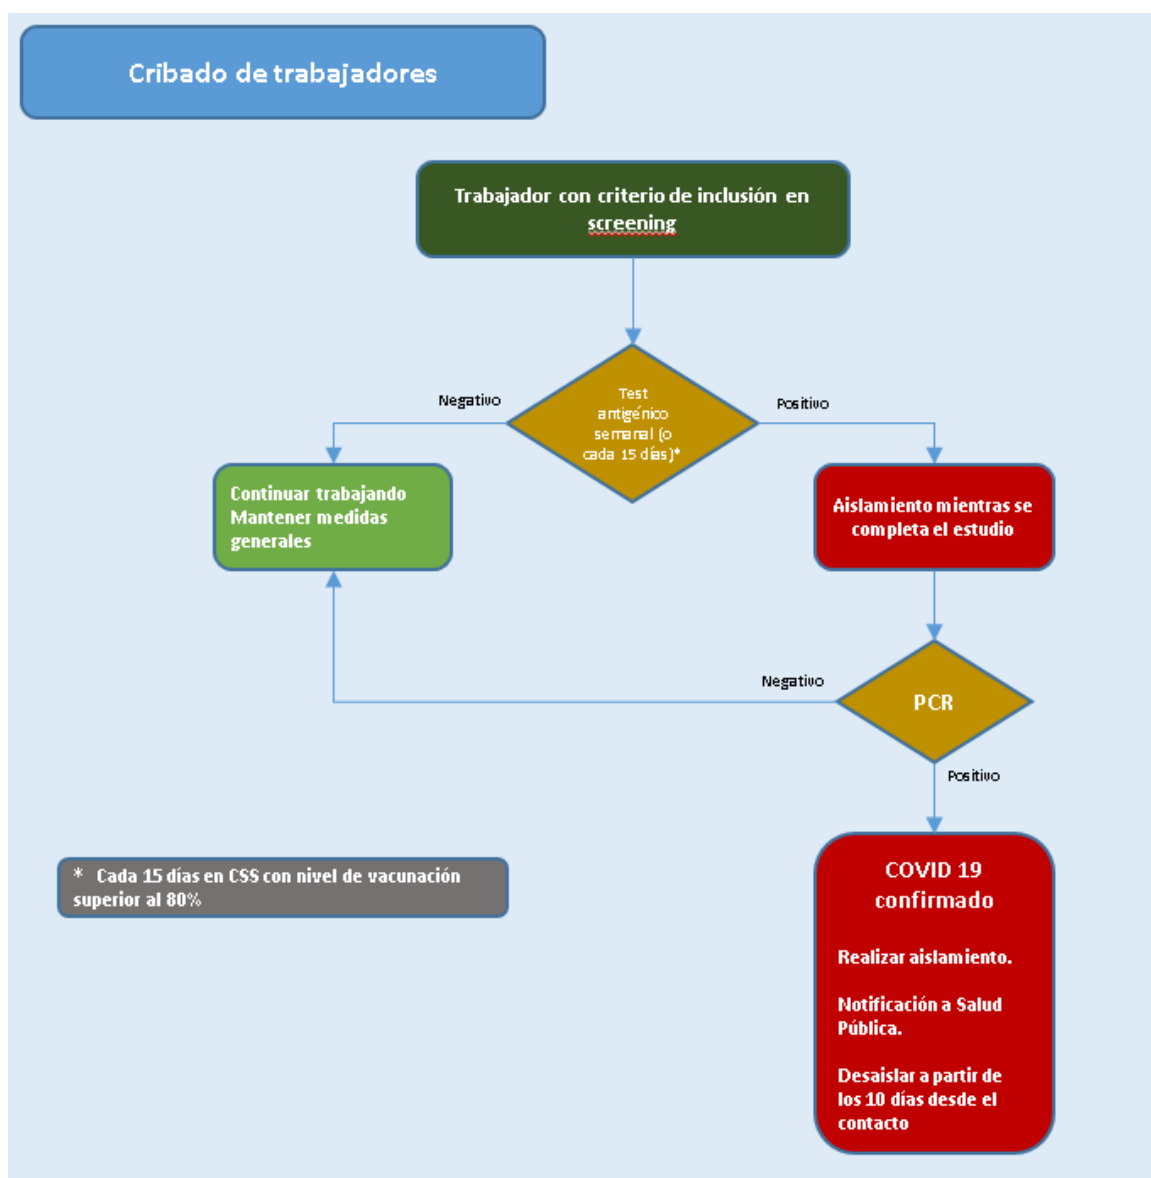 Cribado de trabajadores
Trabajador con criterio de inclusión en
screening
Negativo
Test
antigénico
semanal (o
cada 15 días)*
Positivo
Continuar trabajando
Mantener medidas
generales
Aislamiento mientras se
completa el estudio
Negativo
PCR
Positivo
* Cada 15 días en CSS con nivel de vacunación
superior al 80%
COVID 19
confirmado
Realizar aislamiento.
Notificación a Salud
Pública.
Desaislar a partir de
los 10 días desde el
contacto